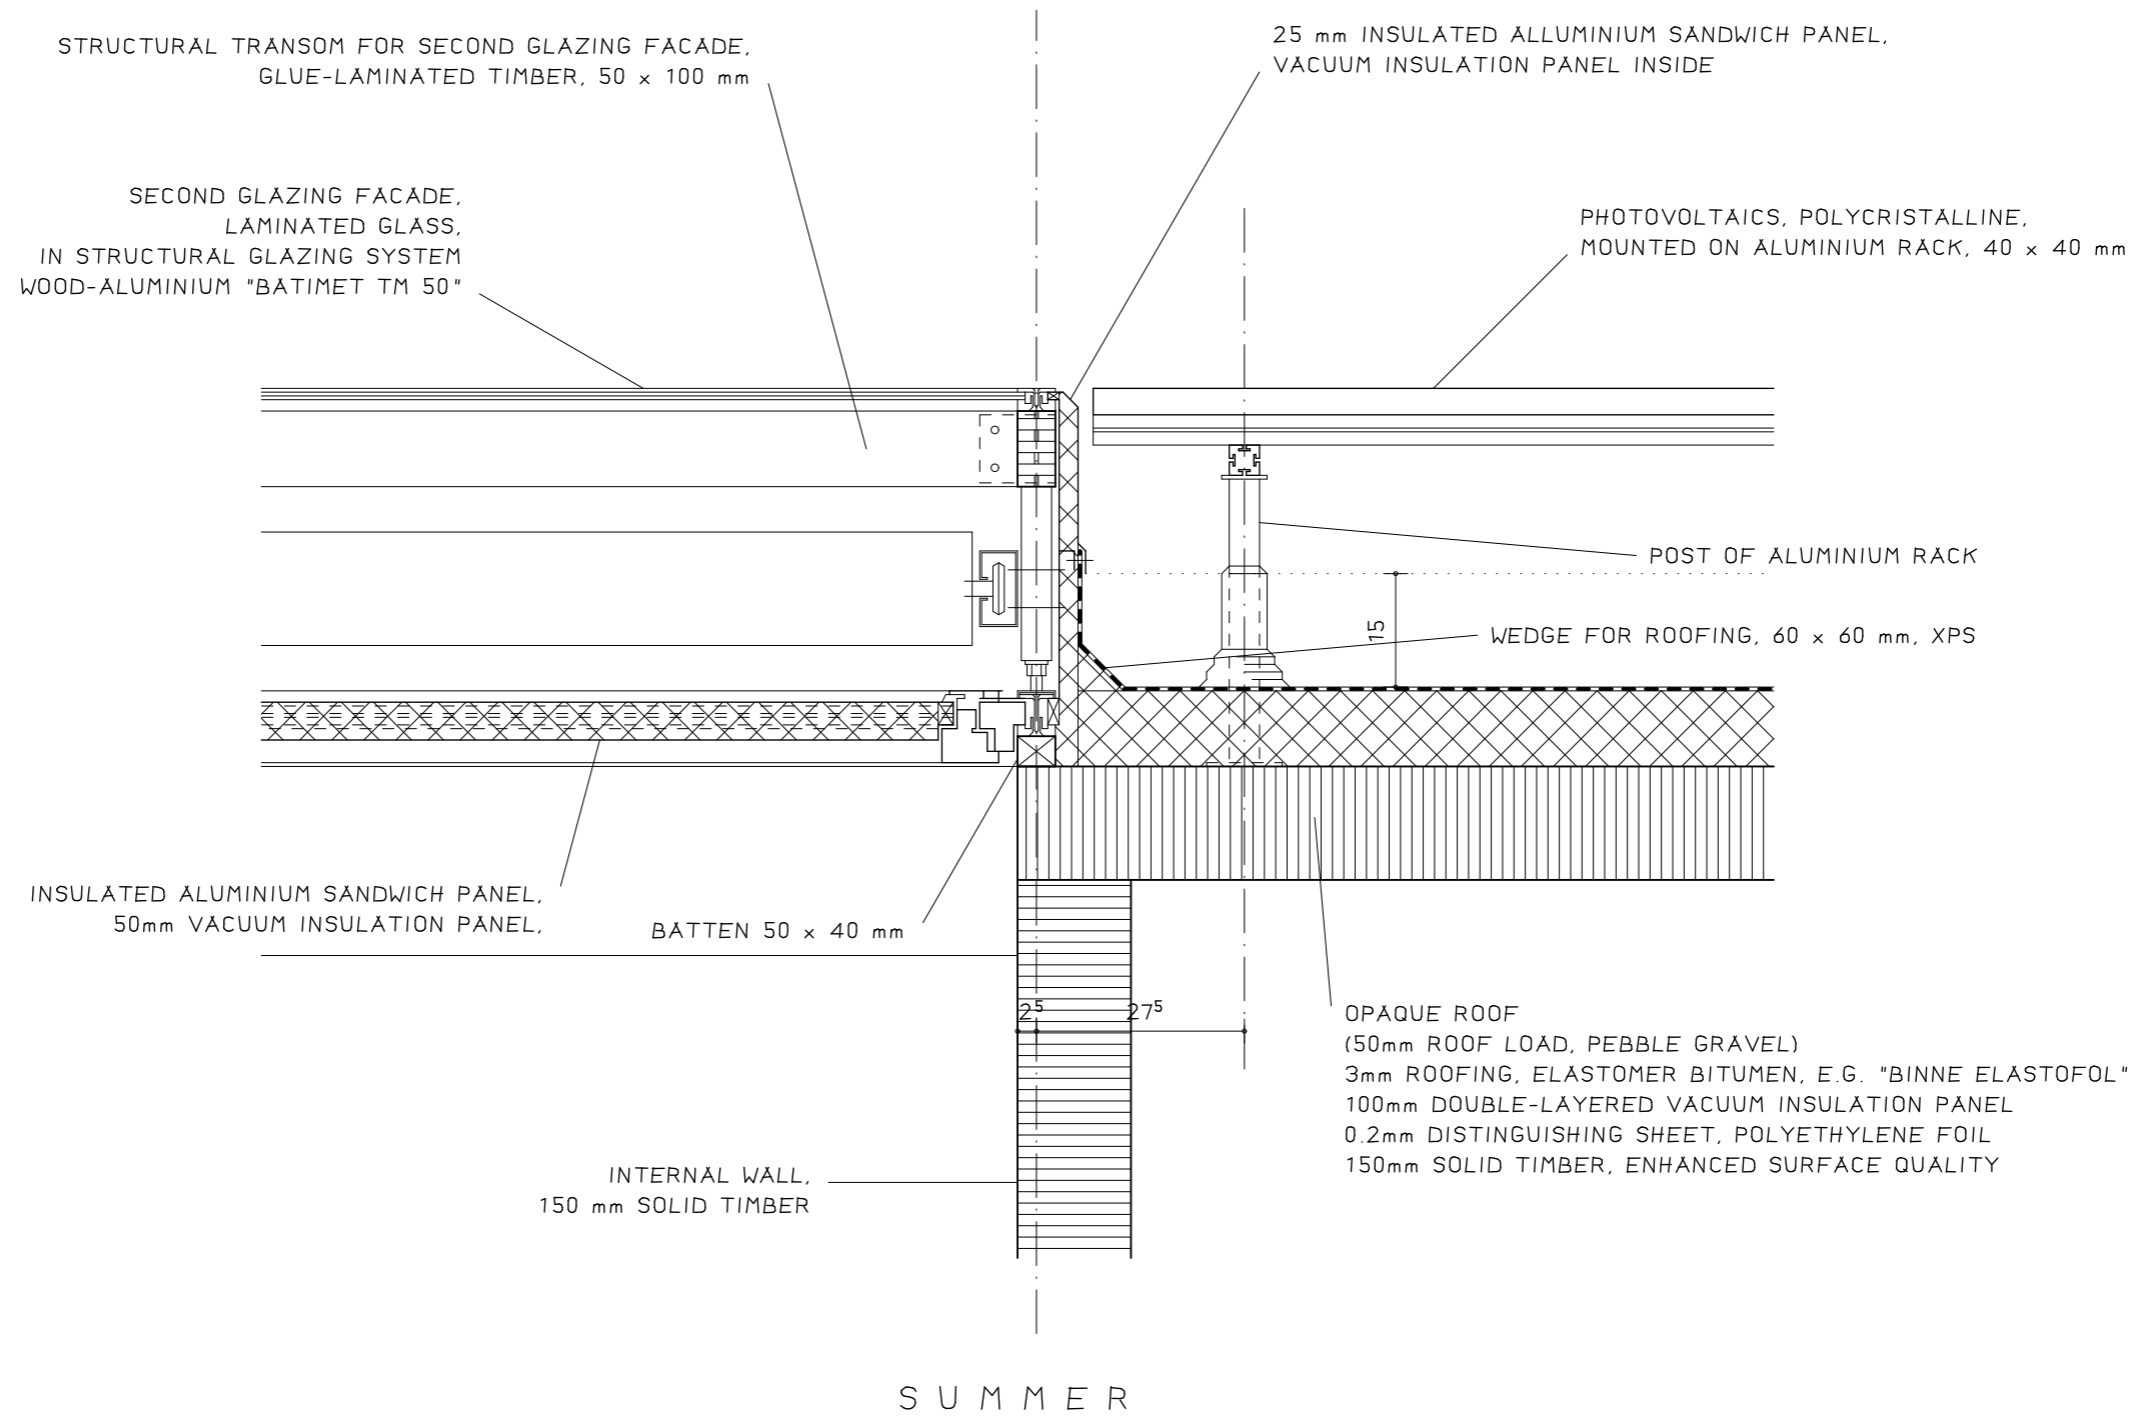 STRUCTURAL TRANSOM FOR SECOND GLAZING FACADE,
GLUE-LAMINATED TIMBER, 50 x 100 mm
25 mm INSULATED ALLUMINIUM SANDWICH PANEL,
VACUUM INSULATION PANEL INSIDE
SECOND GLAZING FACADE,
LAMINATED GLASS,
IN STRUCTURAL GLAZING SYSTEM
WOOD-ALUMINIUM "BATIMET TM 50"
PHOTOVOLTAICS, POLYCRISTALLINE,
MOUNTED ON ALUMINIUM RACK, 40 x 40 mm
POST OF ALUMINIUM RACK
15
WEDGE FOR ROOFING, 60 x 60 mm, XPS
INSULATED ALUMINIUM SANDWICH PANEL,
50mm VACUUM INSULATION PANEL,
BATTEN 50 x 40 mm
2⁵
27⁵
OPAQUE ROOF
(50mm ROOF LOAD, PEBBLE GRAVEL)
3mm ROOFING, ELASTOMER BITUMEN, E.G. "BINNE ELASTOFOL"
100mm DOUBLE-LAYERED VACUUM INSULATION PANEL
0.2mm DISTINGUISHING SHEET, POLYETHYLENE FOIL
150mm SOLID TIMBER, ENHANCED SURFACE QUALITY
INTERNAL WALL,
150 mm SOLID TIMBER
SUMMER